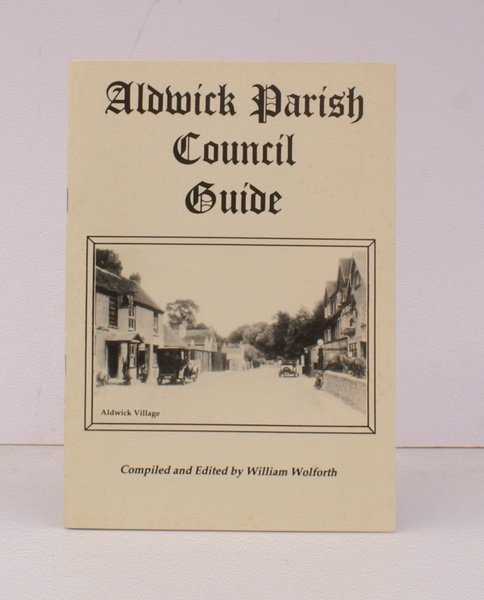 Aldwick Parish
Council
Guide
Aldwick Village
Compiled and Edited by William Wolforth